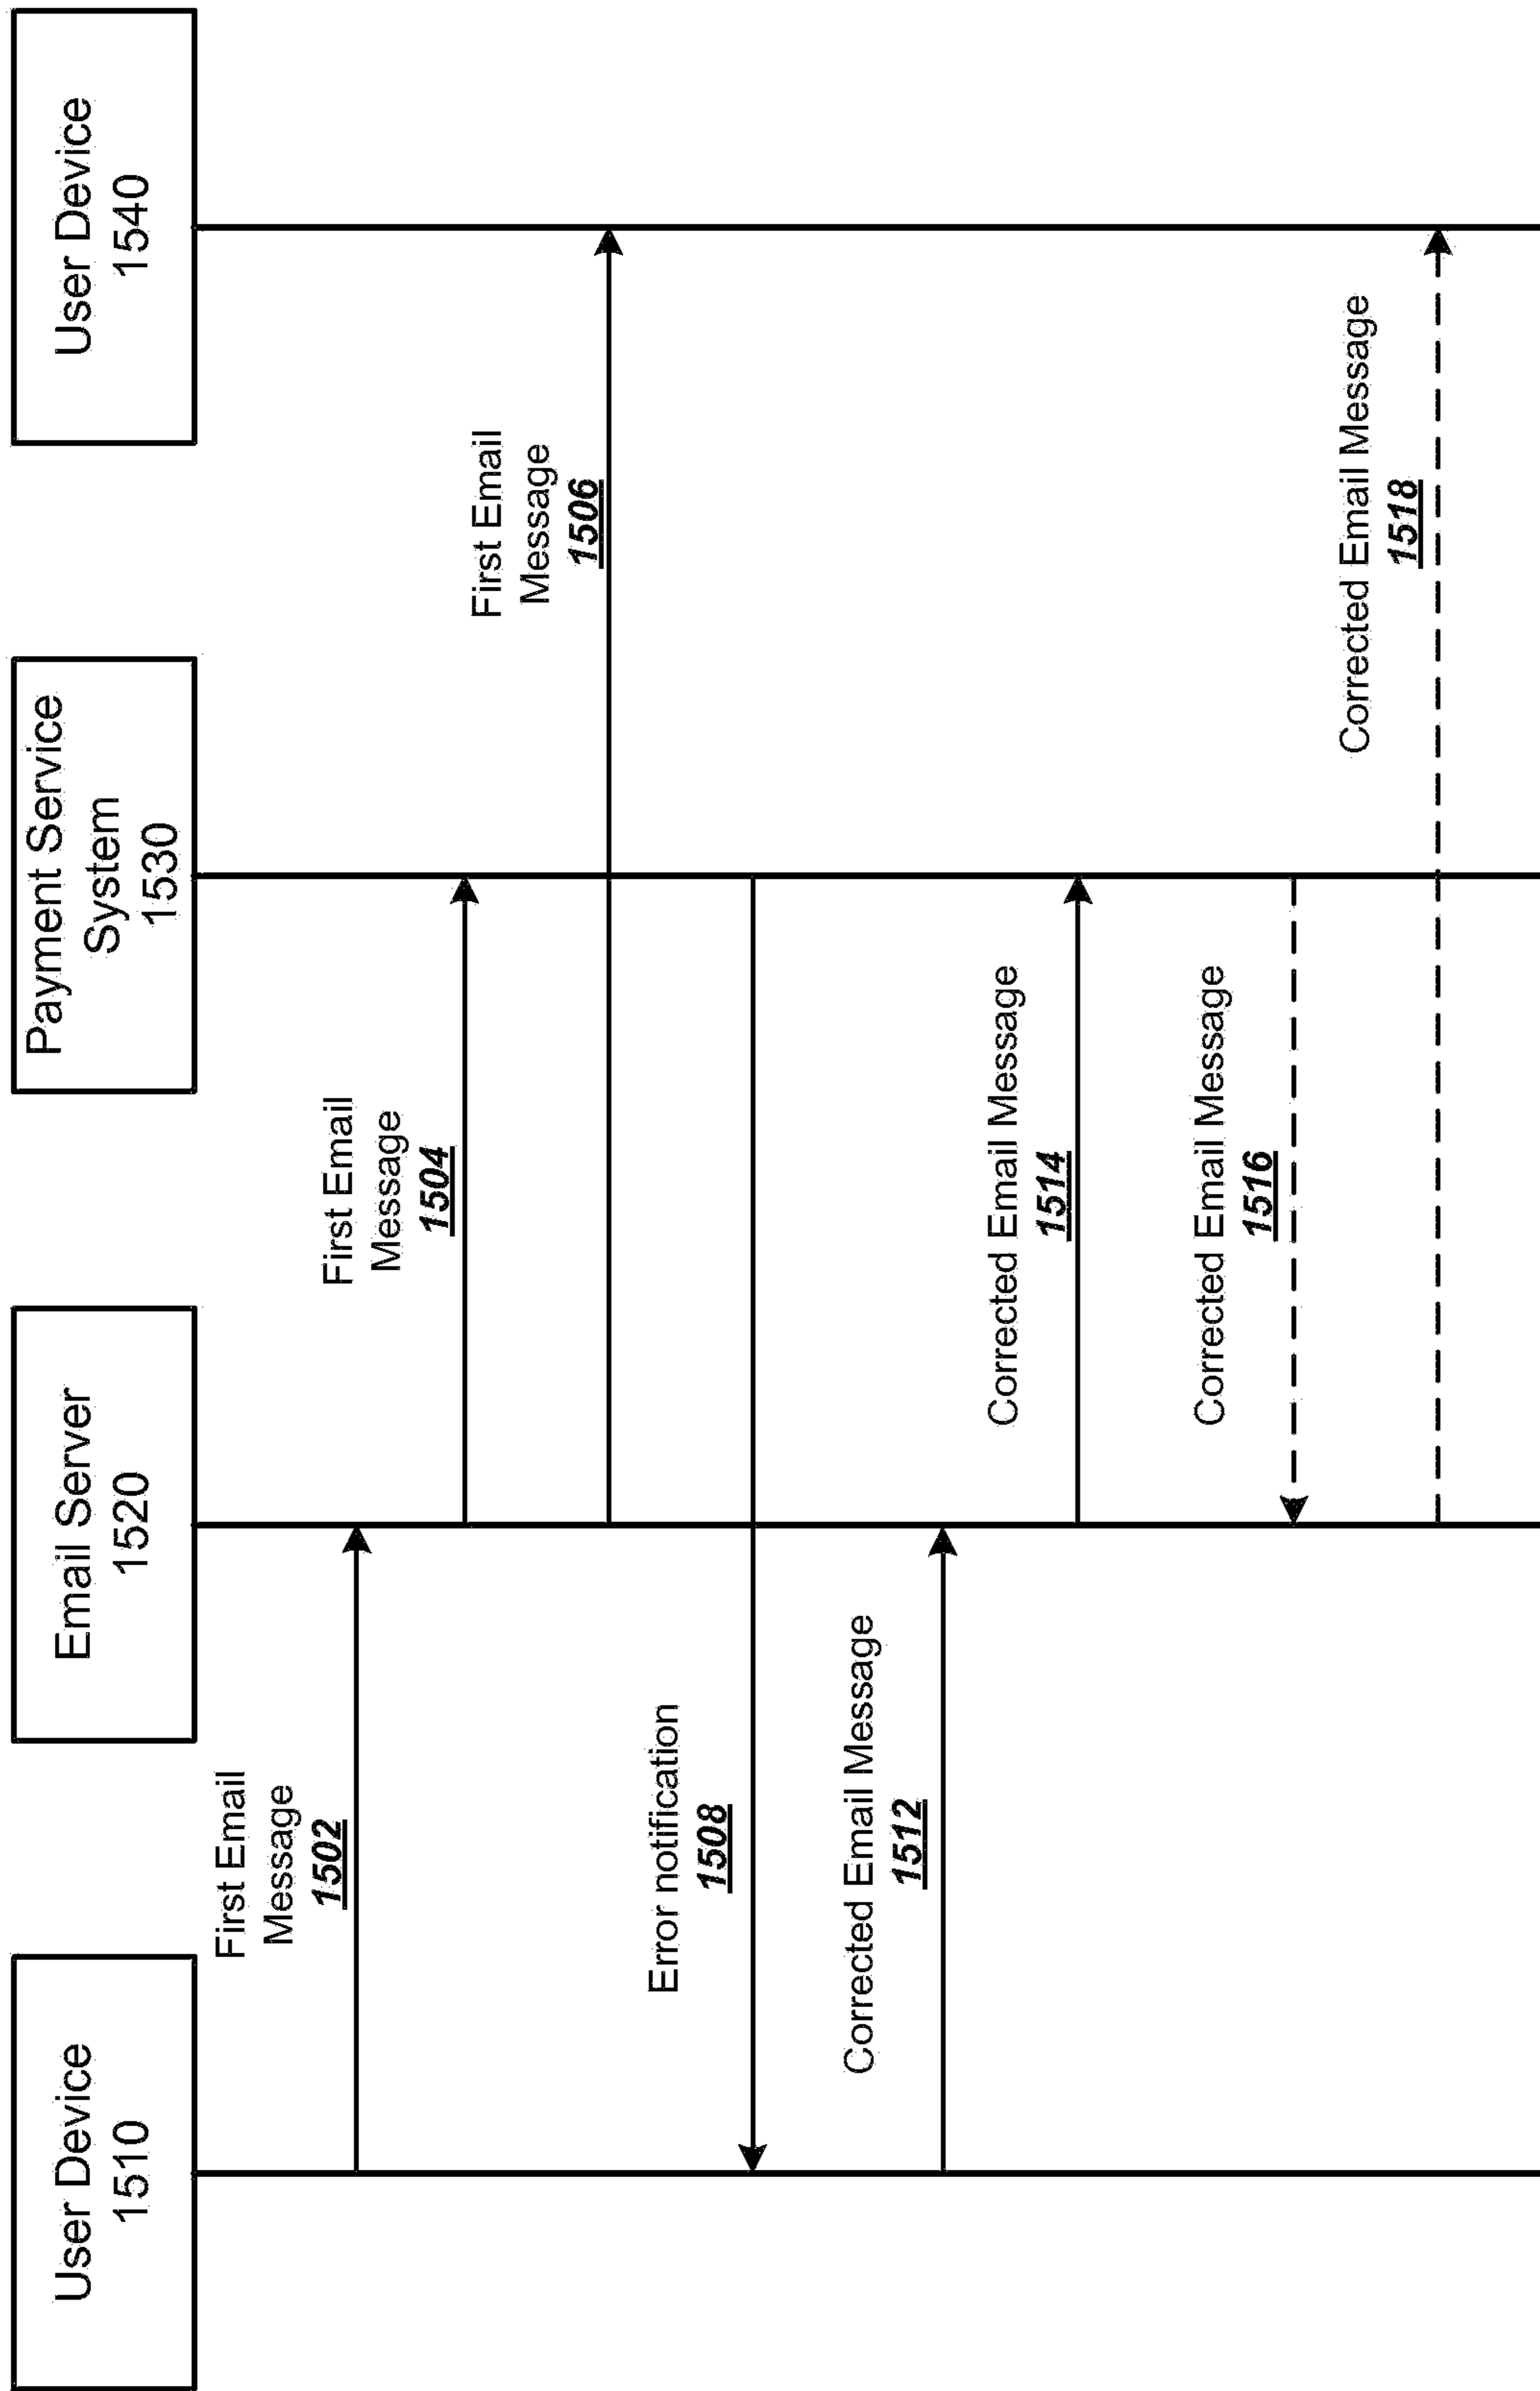 User Device
1510
Email Server
1520
Payment Service
System
1530
User Device
1540
First Email
Message
1502
First Email
Message
1504
First Email
Message
1506
Error notification
1508
Corrected Email Message
1512
Corrected Email Message
1514
Corrected Email Message
1516
Corrected Email Message
1518